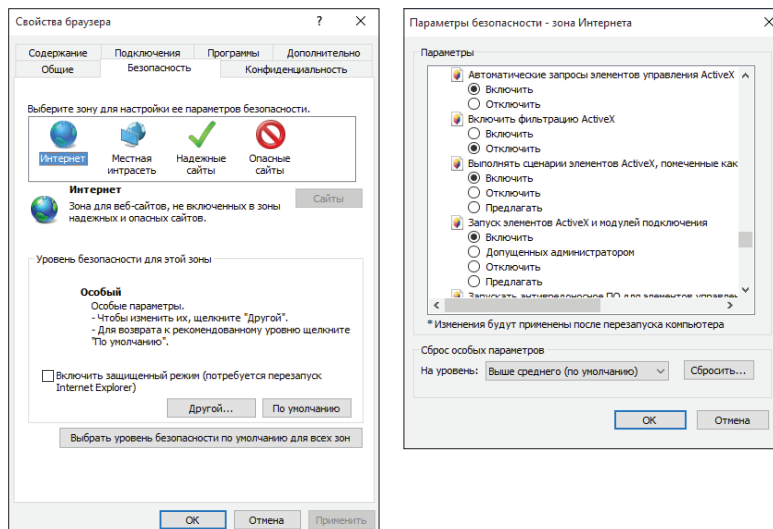 Свойства браузера
Содержание Подключения Программы Дополнительно
Общие Безопасность Конфиденциальность
Выберите зону для настройки ее параметров безопасности.
Интернет
Местная
интрасеть
Надежные
сайты
Опасные
сайты
Интернет
Зона для веб-сайтов, не включенных в зоны
надежных и опасных сайтов.
Сайты
Уровень безопасности для этой зоны
Особый
Особые параметры.
- Чтобы изменить их, щелкните "Другой".
- Для возврата к рекомендованному уровню щелкните
"По умолчанию".
Включить защищенный режим (потребуется перезапуск
Internet Explorer)
Другой... По умолчанию
Выбрать уровень безопасности по умолчанию для всех зон
ОК Отмена Применить
Параметры безопасности - зона Интернета
Параметры
Автоматические запросы элементов управления ActiveX
Включить
Отключить
Включить фильтрацию ActiveX
Включить
Отключить
Выполнять сценарии элементов ActiveX, помеченные как
Включить
Отключить
Предлагать
Запуск элементов ActiveX и модулей подключения
Включить
Допущенных администратором
Отключить
Предлагать
Запускать антивредоносное ПО для элементов управлен
* Изменения будут применены после перезапуска компьютера
Сброс особых параметров
На уровень: Выше среднего (по умолчанию) Сбросить...
ОК Отмена